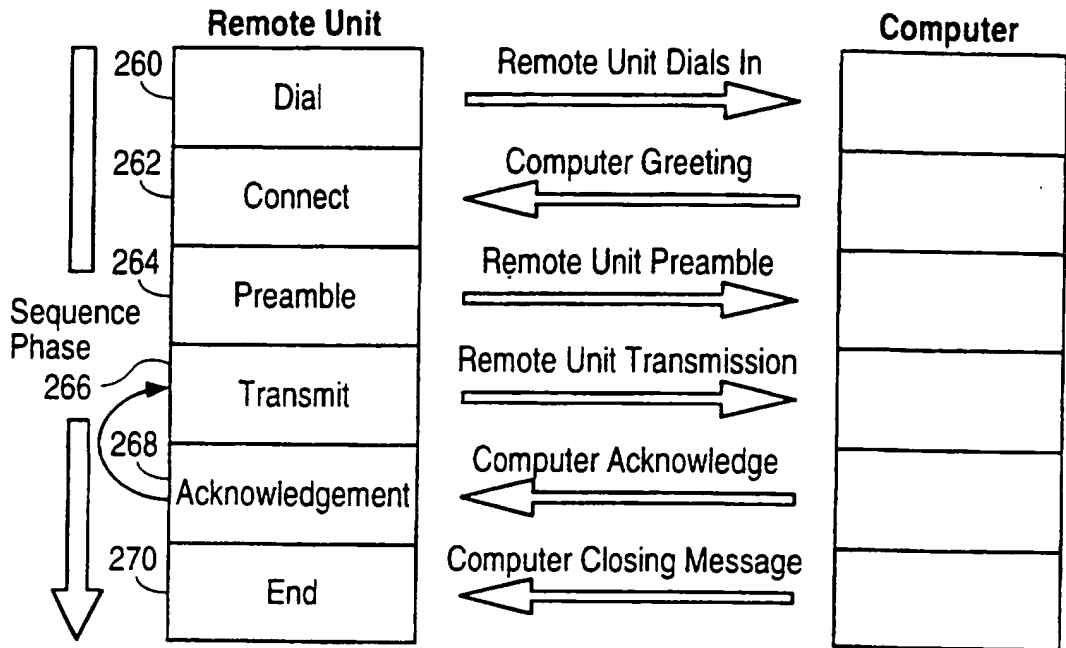 Remote Unit
Computer
260
Dial
Remote Unit Dials In
262
Connect
Computer Greeting
264
Preamble
Remote Unit Preamble
Sequence
Phase
266
Transmit
Remote Unit Transmission
268
Acknowledgement
Computer Acknowledge
270
End
Computer Closing Message